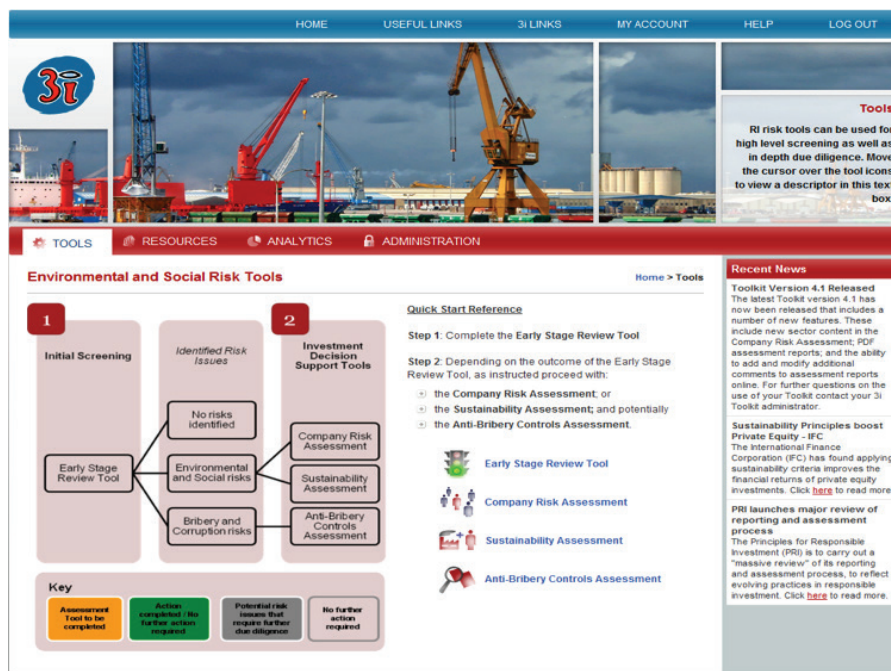 HOME USEFUL LINKS 3i LINKS MY ACCOUNT HELP LOG OUT
3i
Tools
RI risk tools can be used fo
high level screening as well as
in depth due diligence. Mov
the cursor over the tool icons
to view a descriptor in this tex
box
TOOLS RESOURCES ANALYTICS ADMINISTRATION
Environmental and Social Risk Tools
Home > Tools
1
Initial Screening
Identified Risk
Issues
2
Investment
Decision
Support Tools
Early Stage
Review Tool
No risks
identified
Environmental
and Social risks
Bribery and
Corruption risks
Company Risk
Assessment
Sustainability
Assessment
Anti-Bribery
Controls
Assessment
Key
Assessment
Tool to be
completed
Action
completed / No
further action
required
Potential risk
issues that
require further
due diligence
No further
action
required
Quick Start Reference
Step 1: Complete the Early Stage Review Tool
Step 2: Depending on the outcome of the Early Stage
Review Tool, as instructed proceed with:
the Company Risk Assessment; or
the Sustainability Assessment; and potentially
the Anti-Bribery Controls Assessment.
Early Stage Review Tool
Company Risk Assessment
Sustainability Assessment
Anti-Bribery Controls Assessment
Recent News
Toolkit Version 4.1 Released
The latest Toolkit version 4.1 has
now been released that includes a
number of new features. These
include new sector content in the
Company Risk Assessment; PDF
assessment reports; and the ability
to add and modify additional
comments to assessment reports
online. For further questions on the
use of your Toolkit contact your 3i
Toolkit administrator.
Sustainability Principles boost
Private Equity - IFC
The International Finance
Corporation (IFC) has found applying
sustainability criteria improves the
financial returns of private equity
investments. Click here to read more
PRI launches major review of
reporting and assessment
process
The Principles for Responsible
Investment (PRI) is to carry out a
"massive review" of its reporting
and assessment process, to reflect
evolving practices in responsible
investment. Click here to read more.